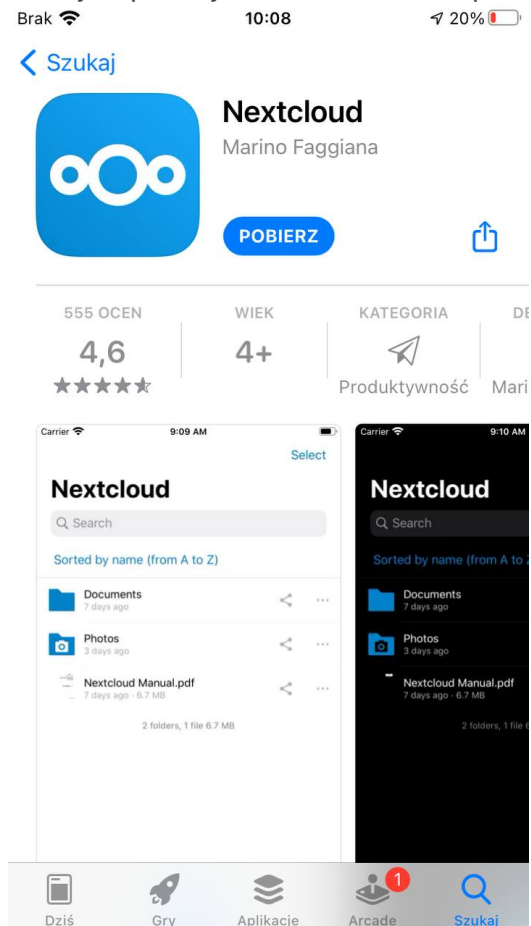 Brak 10:08 20%
Szukaj
Nextcloud
Marino Faggiana
POBIERZ
555 OCEN WIEK KATEGORIA DE
4,6 4+
Produktywność Mari
Carrier 9:09 AM
Select
Nextcloud
Search
Sorted by name (from A to Z)
Documents
7 days ago
Photos
3 days ago
Nextcloud Manual.pdf
7 days ago - 6.7 MB
2 folders, 1 file 6.7 MB
Carrier 9:10 AM
Nextcloud
Search
Sorted by name (from A to Z
Documents
7 days ago
Photos
3 days ago
Nextcloud Manual.pdf
7 days ago - 6.7 MB
2 folders, 1 file 6
1
Dziś Gry Aplikacje Arcade Szukaj